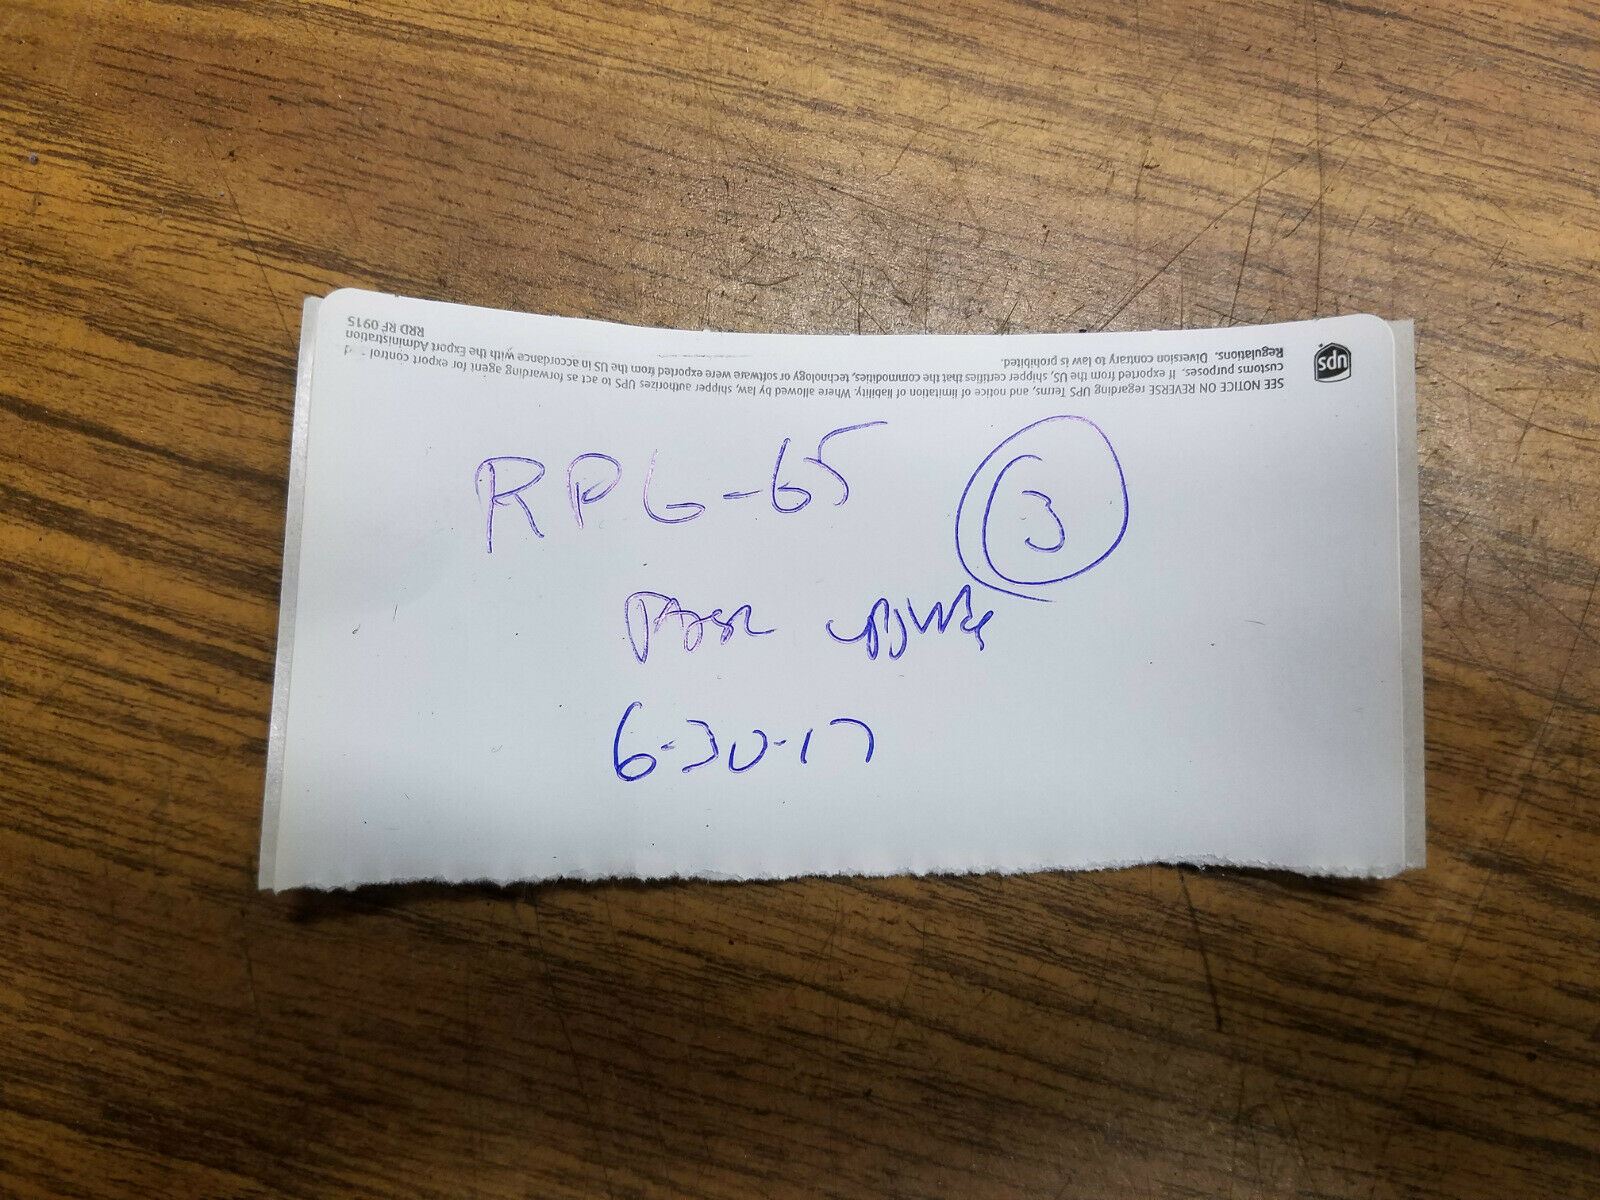 SEE NOTICE ON REVERSE regarding UPS Terms, and notice of limitation of liability. Where allowed by law, shipper authorizes UPS to act as forwarding agent for export control and
customs purposes. If exported from the US, shipper certifies that the commodities, technology or software were exported from the US in accordance with the Export Administration
Regulations. Diversion contrary to law is prohibited.
RRD RF 0915
ups
RPG-65
3
6-30-17